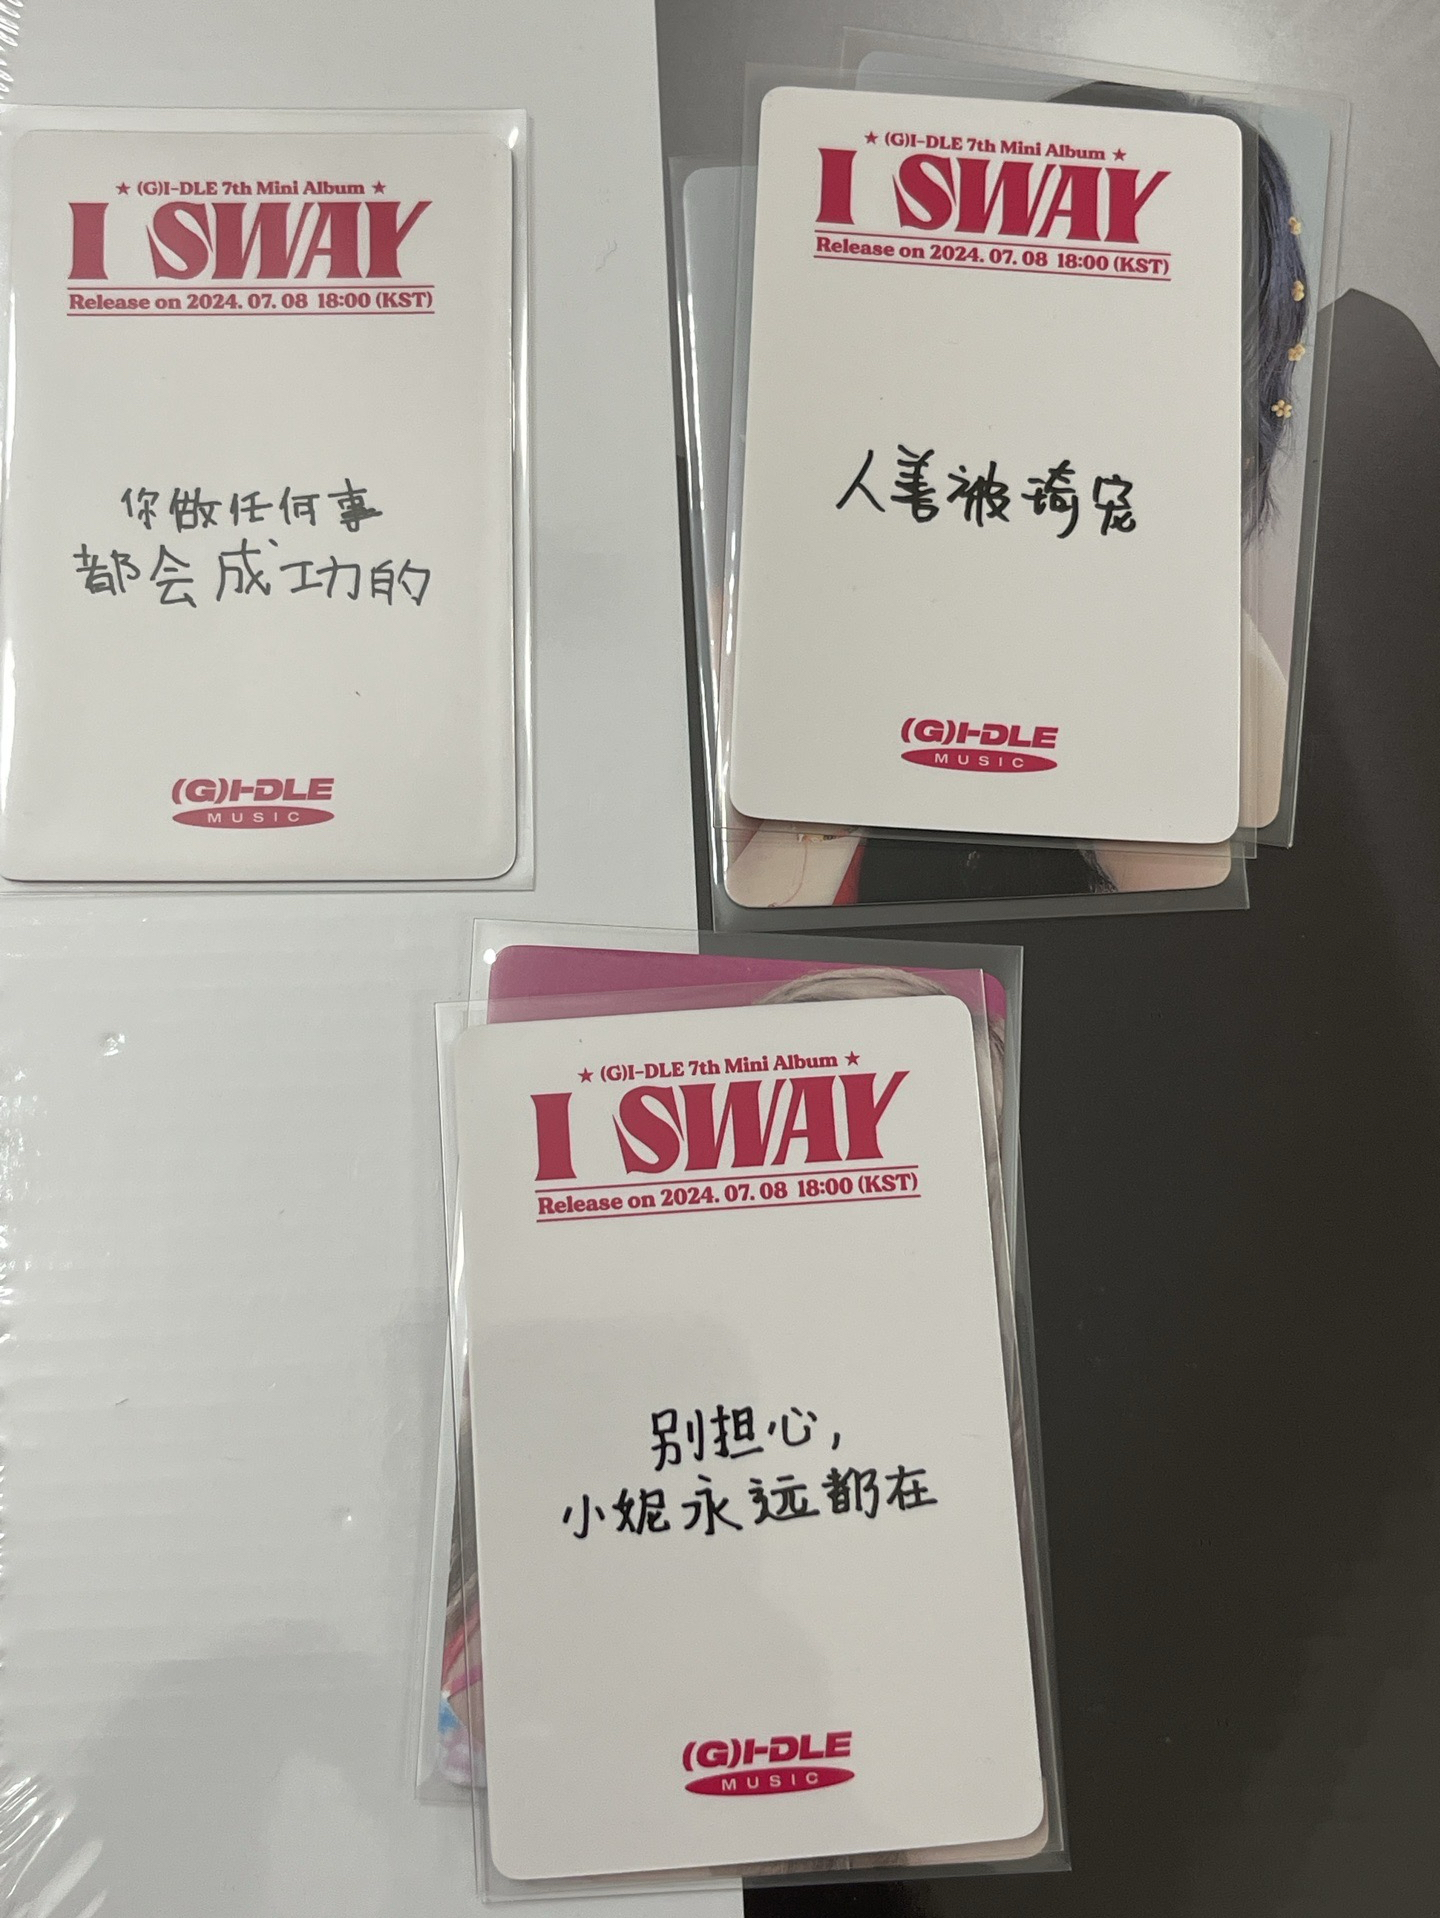 ★ (G)I-DLE 7th Mini Album ★
I SWAY
Release on 2024. 07. 08 18:00 (KST)
你做任何事
都会成功的
(G)I-DLE
MUSIC
★ (G)I-DLE 7th Mini Album ★
I SWAY
Release on 2024. 07. 08 18:00 (KST)
人善被琦宠
(G)I-DLE
MUSIC
★ (G)I-DLE 7th Mini Album ★
I SWAY
Release on 2024. 07. 08 18:00 (KST)
别担心,
小妮永远都在
(G)I-DLE
MUSIC